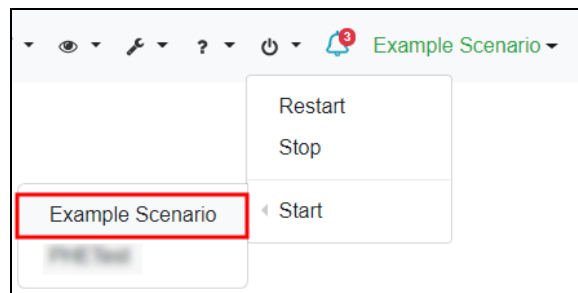 ? 3 Example Scenario
Restart
Stop
Start
Example Scenario